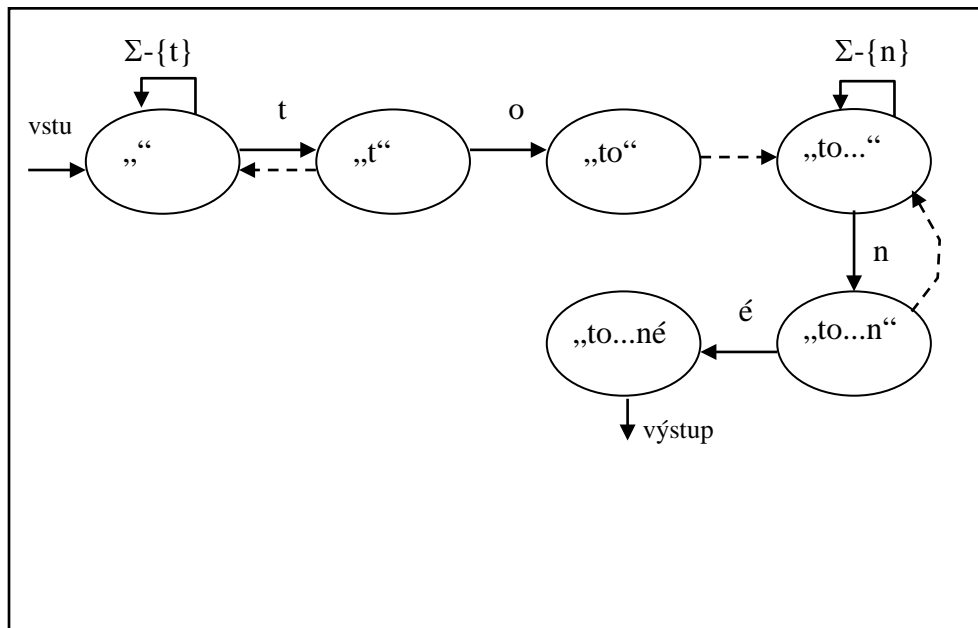 Σ-{t} Σ-{n}
t o
vstu
„“ „t“ „to“ „to...“
n
é
„to...né „to...n“
výstup